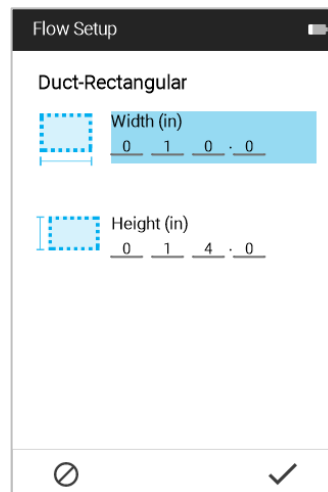 Flow Setup
Duct-Rectangular
Width (in)
0 1 0 . 0
Height (in)
0 1 4 . 0